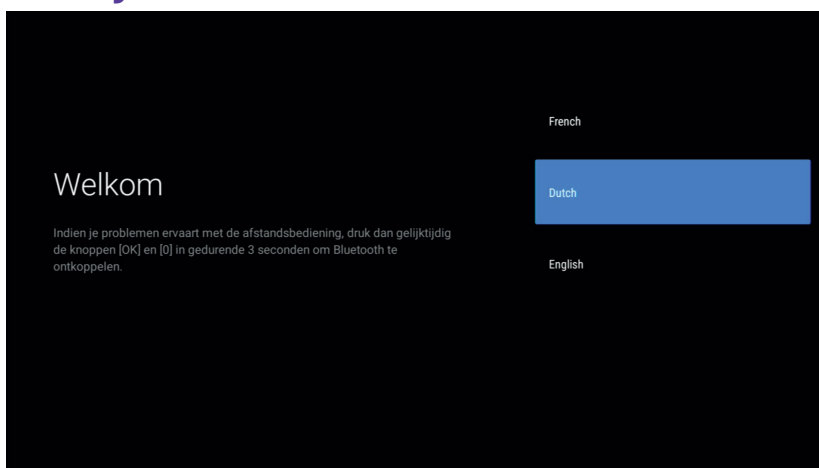 Welkom
Indien je problemen ervaart met de afstandsbediening, druk dan gelijktijdig
de knoppen [OK] en [0] in gedurende 3 seconden om Bluetooth te
ontkoppelen.
French
Dutch
English